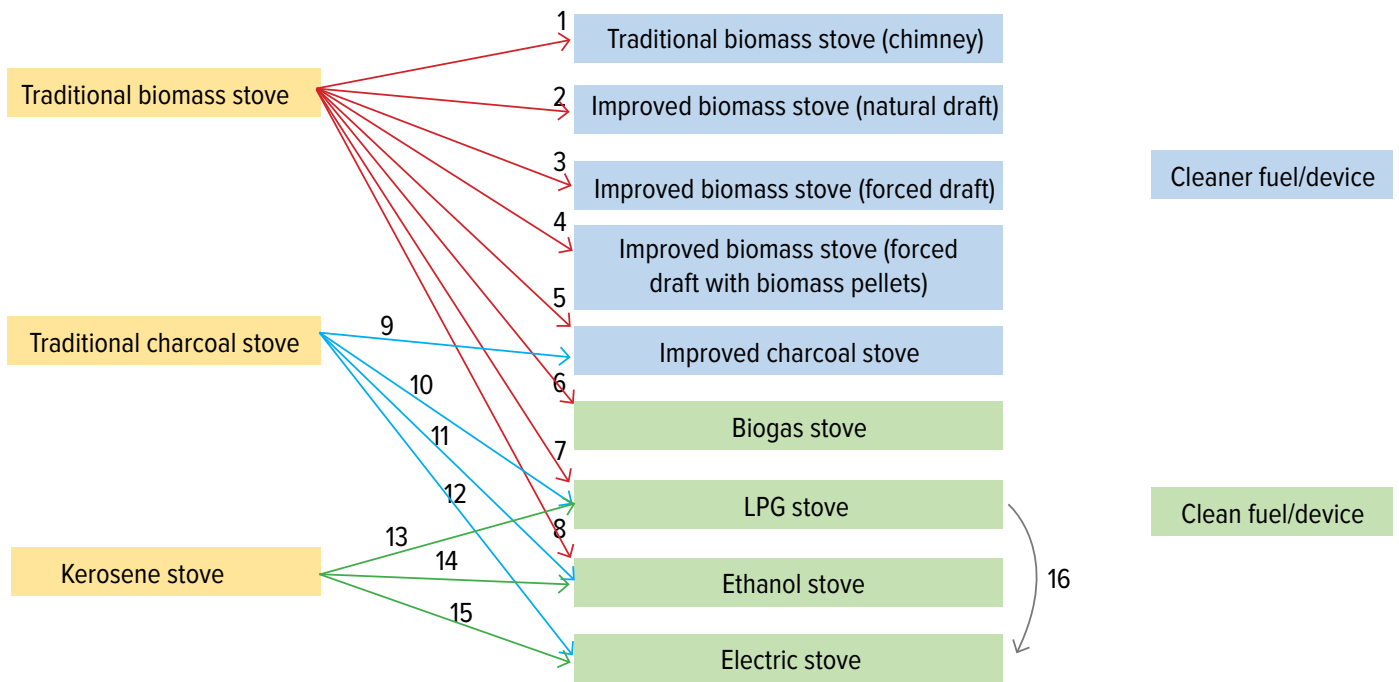 1
Traditional biomass stove (chimney)
Traditional biomass stove
2
Improved biomass stove (natural draft)
3
Improved biomass stove (forced draft)
Cleaner fuel/device
4
Improved biomass stove (forced
draft with biomass pellets)
5
9
Traditional charcoal stove
Improved charcoal stove
10
6
11
Biogas stove
7
12
LPG stove
Clean fuel/device
13
8
14
Kerosene stove
Ethanol stove
16
15
Electric stove